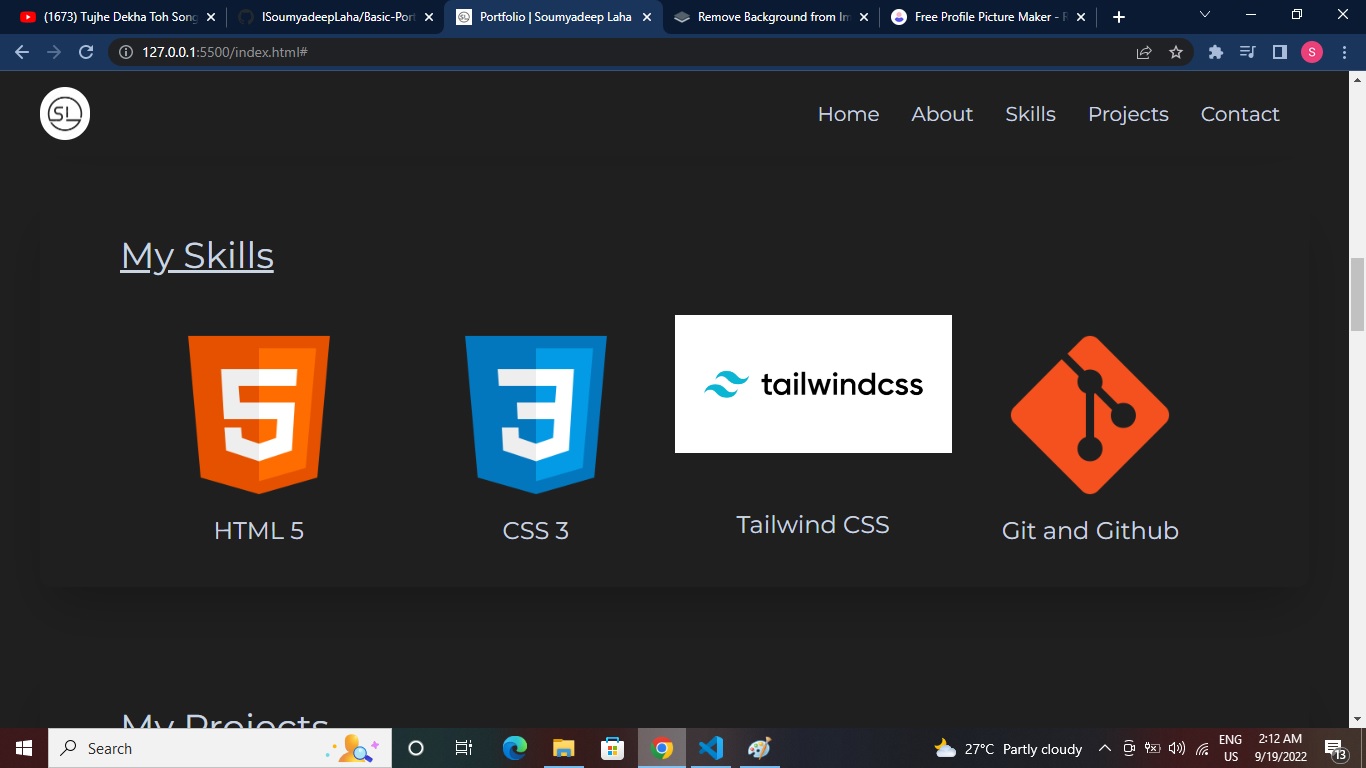 (1673) Tujhe Dekha Toh Song
ISoumyadeepLaha/Basic-Port
Portfolio | Soumyadeep Laha
Remove Background from Im
Free Profile Picture Maker -
127.0.0.1:5500/index.html#
S
SL
Home
About
Skills
Projects
Contact
My Skills
5
3
tailwindcss
HTML 5
CSS 3
Tailwind CSS
Git and Github
My Projects
Search
27°C Partly cloudy
ENG
US
2:12 AM
9/19/2022
13